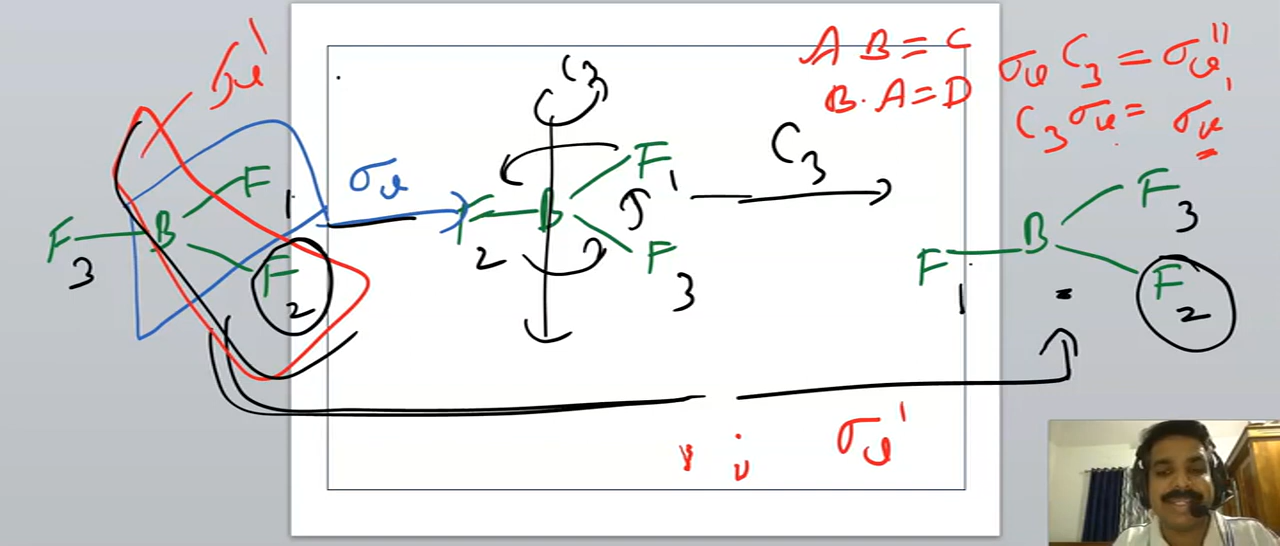 σv'
C3
A B = C
B . A = D
σv C3 = σv''
C3 σv = σv
F 3 B F 1 F 2
σv
F 2 B F 1 F 3
C3
F 1 B F 3 F 2
σv'